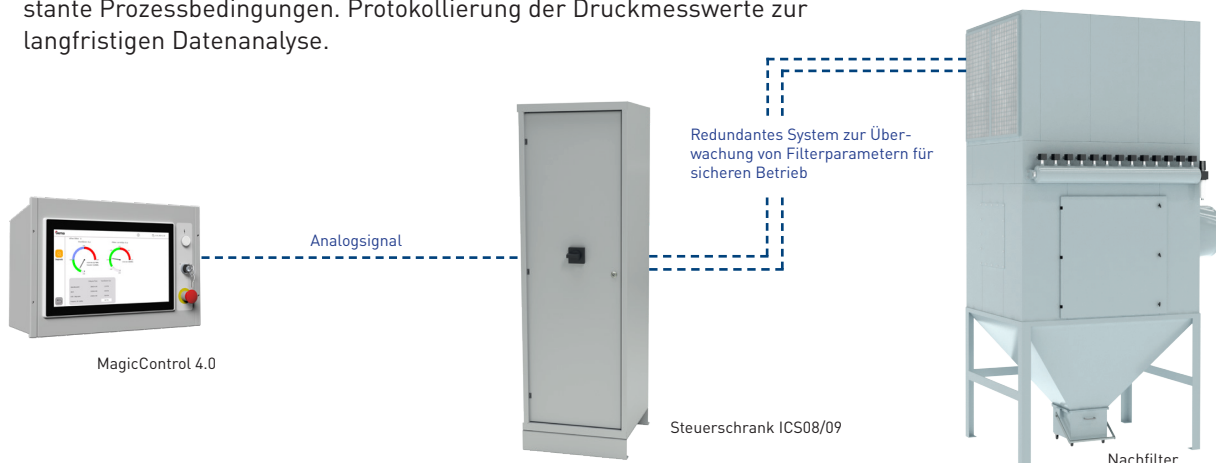 stante Prozessbedingungen. Protokollierung der Druckmesswerte zur
langfristigen Datenanalyse.
Redundantes System zur Über-
wachung von Filterparametern für
sicheren Betrieb
Analogsignal
MagicControl 4.0
Steuerschrank ICS08/09
Nachfilter